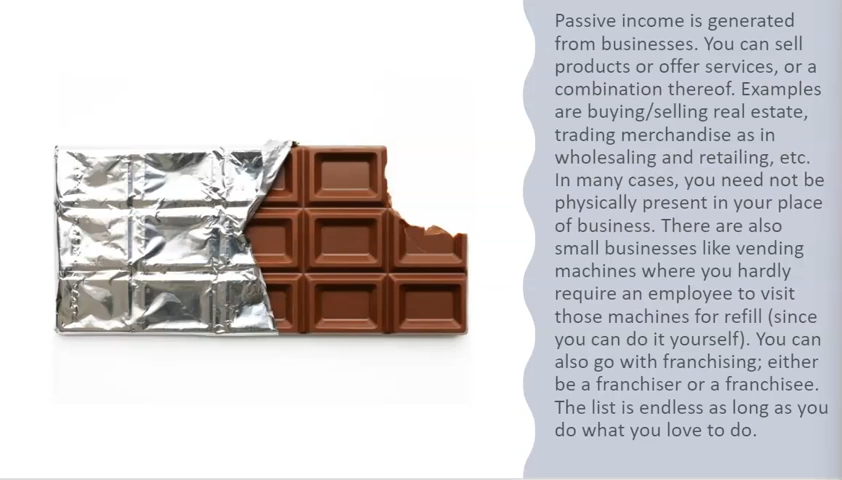 Passive income is generated
from businesses. You can sell
products or offer services, or a
combination thereof. Examples
are buying/selling real estate,
trading merchandise as in
wholesaling and retailing, etc.
In many cases, you need not be
physically present in your place
of business. There are also
small businesses like vending
machines where you hardly
require an employee to visit
those machines for refill (since
you can do it yourself). You can
also go with franchising; either
be a franchiser or a franchisee.
The list is endless as long as you
do what you love to do.